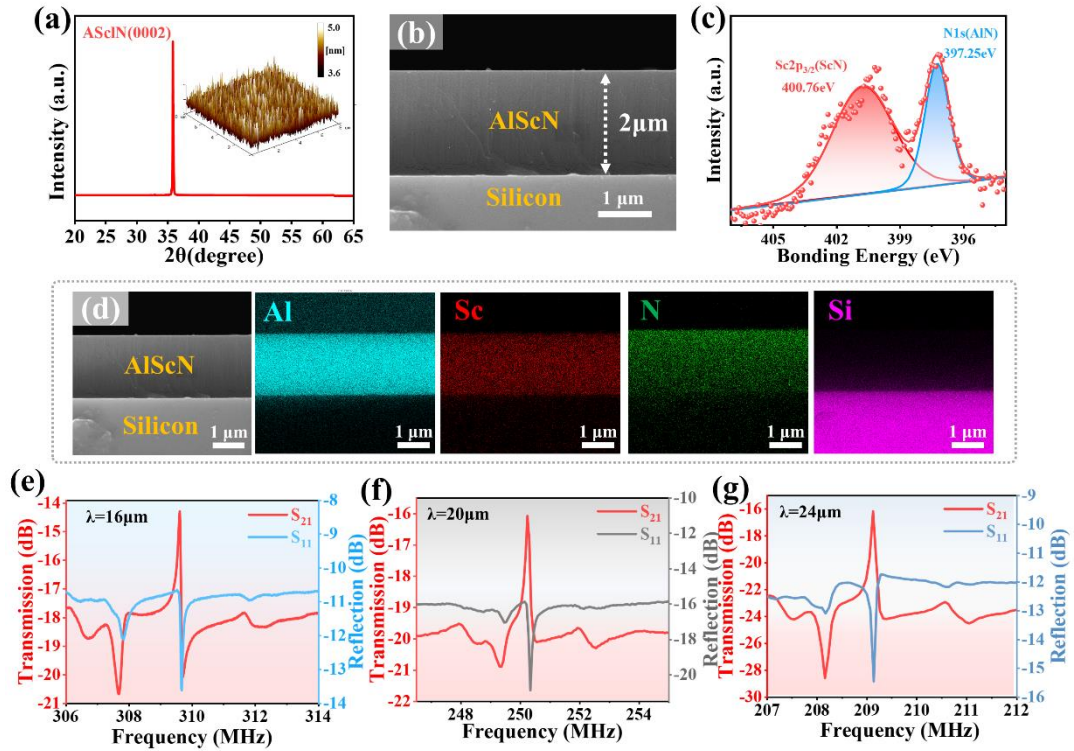 (a)
ASclN(0002)
5.0
[nm]
3.6
Intensity (a.u.)
20 25 30 35 40 45 50 55 60 65
2θ(degree)
(b)
AlScN
2μm
Silicon
1 μm
(c)
Sc2p3/2(ScN)
400.76eV
N1s(AlN)
397.25eV
Intensity (a.u.)
405 402 399 396
Bonding Energy (eV)
(d)
AlScN
Silicon
1 μm
Al
1 μm
Sc
1 μm
N
1 μm
Si
1 μm
(e)
λ=16μm
S21
S11
Transmission (dB)
-14
-15
-16
-17
-18
-19
-20
-21
Reflection (dB)
-8
-9
-10
-11
-12
-13
-14
306 308 310 312 314
Frequency (MHz)
(f)
λ=20μm
S21
S11
Transmission (dB)
-16
-17
-18
-19
-20
-21
-22
Reflection (dB)
-10
-12
-14
-16
-18
-20
248 250 252 254
Frequency (MHz)
(g)
λ=24μm
S21
S11
Transmission (dB)
-16
-18
-20
-22
-24
-26
-28
-30
Reflection (dB)
-9
-10
-11
-12
-13
-14
-15
-16
207 208 209 210 211 212
Frequency (MHz)